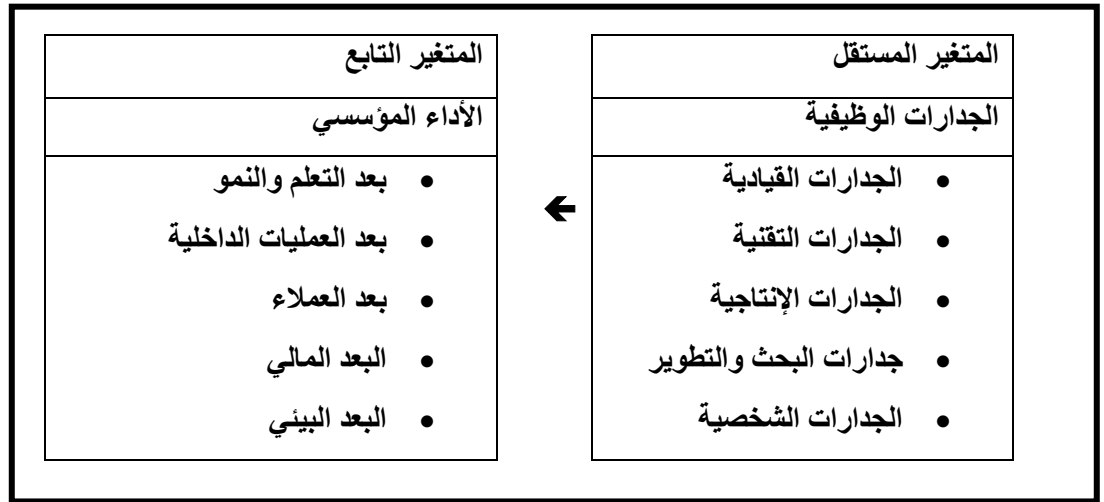 المتغير المستقل
الجدارات الوظيفية
• الجدارات القيادية
• الجدارات التقنية
• الجدارات الإنتاجية
• جدارات البحث والتطوير
• الجدارات الشخصية
المتغير التابع
الأداء المؤسسي
• بعد التعلم والنمو
• بعد العمليات الداخلية
• بعد العملاء
• البعد المالي
• البعد البيئي